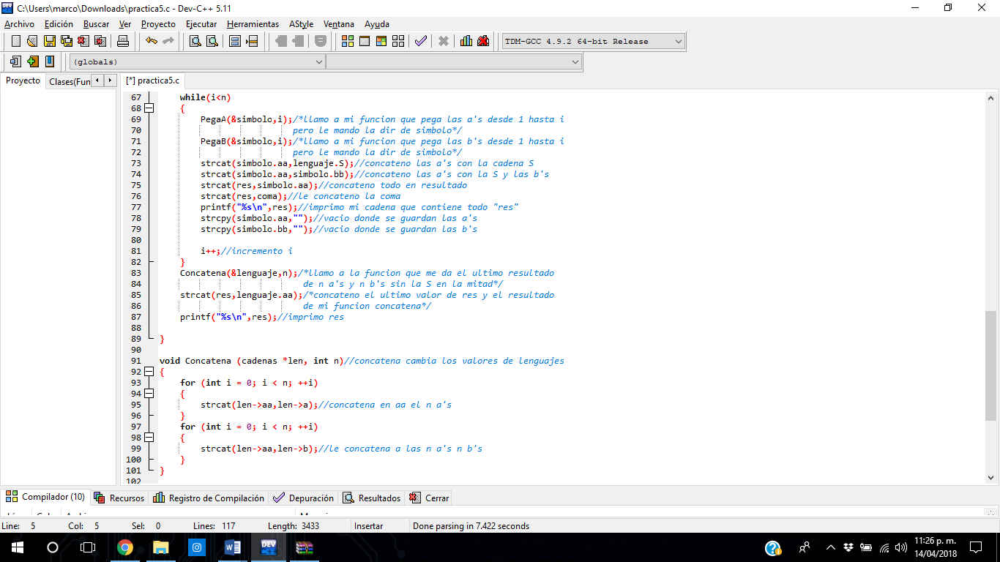 C:\Users\marco\Downloads\practica5.c - Dev-C++ 5.11
Archivo Edición Buscar Ver Proyecto Ejecutar Herramientas AStyle Ventana Ayuda
TDM-GCC 4.9.2 64-bit Release
(globals)
Proyecto Clases(Fun [*] practica5.c
67 while(i<n)
68 {
69 PegaA(&simbolo,i);/*llamo a mi funcion que pega las a's desde 1 hasta i
70 pero le mando la dir de simbolo*/
71 PegaB(&simbolo,i);/*llamo a mi funcion que pega las b's desde 1 hasta i
72 pero le mando la dir de simbolo*/
73 strcat(simbolo.aa,lenguaje.S);//concateno las a's con la cadena S
74 strcat(simbolo.aa,simbolo.bb);//concateno las a's con la S y las b's
75 strcat(res,simbolo.aa);//concateno todo en resultado
76 strcat(res,coma);//le concateno la coma
77 printf("%s\n",res);//imprimo mi cadena que contiene todo "res"
78 strcpy(simbolo.aa,"");//vacio donde se guardan las a's
79 strcpy(simbolo.bb,"");//vacio donde se guardan las b's
80
81 i++;//incremento i
82 }
83 Concatena(&lenguaje,n);/*llamo a la funcion que me da el ultimo resultado
84 de n a's y n b's sin la S en la mitad*/
85 strcat(res,lenguaje.aa);/*concateno el ultimo valor de res y el resultado
86 de mi funcion concatena*/
87 printf("%s\n",res);//imprimo res
88
89 }
90
91 void Concatena (cadenas *len, int n)//concatena cambia los valores de lenguajes
92 {
93 for (int i = 0; i < n; ++i)
94 {
95 strcat(len->aa,len->a);//concatena en aa el n a's
96 }
97 for (int i = 0; i < n; ++i)
98 {
99 strcat(len->aa,len->b);//le concatena a las n a's n b's
100 }
101 }
102
Compilador (10) Recursos Registro de Compilación Depuración Resultados Cerrar
Line: 5 Col: 5 Sel: 0 Lines: 117 Length: 3433 Insertar Done parsing in 7.422 seconds
11:26 p. m.
14/04/2018